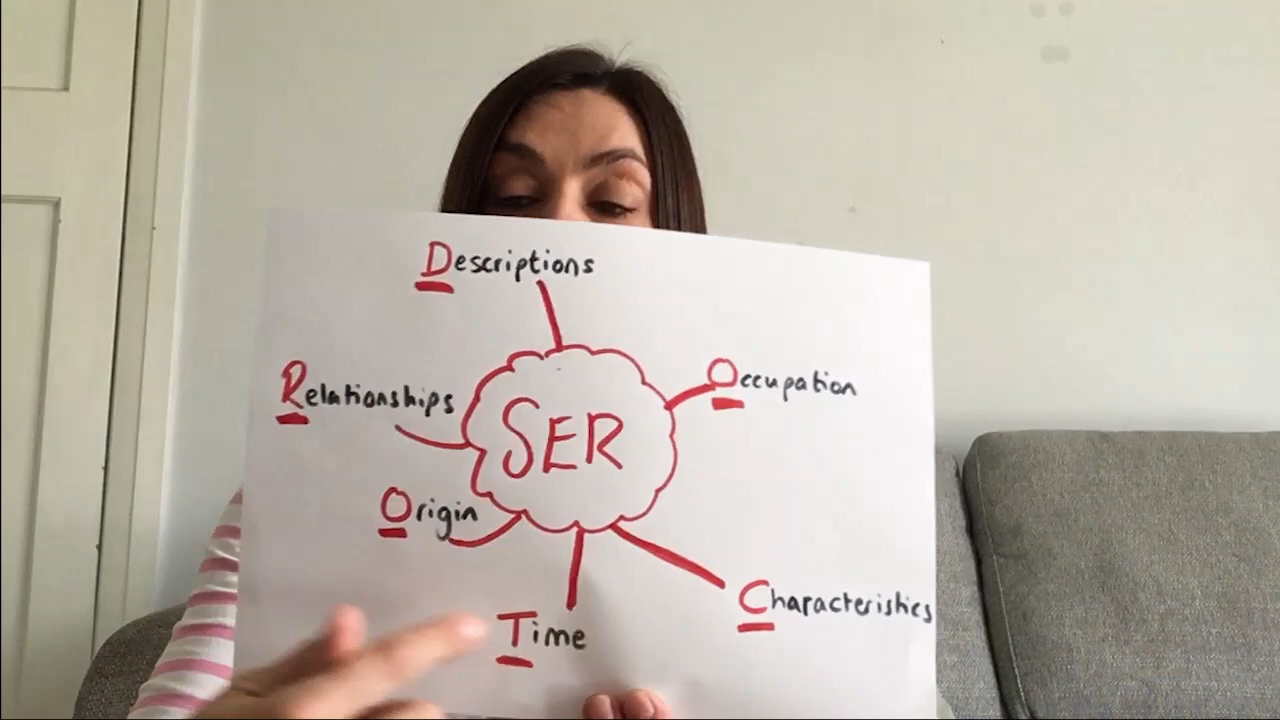 Descriptions
Occupation
Relationships
SER
Origin
Characteristics
Time